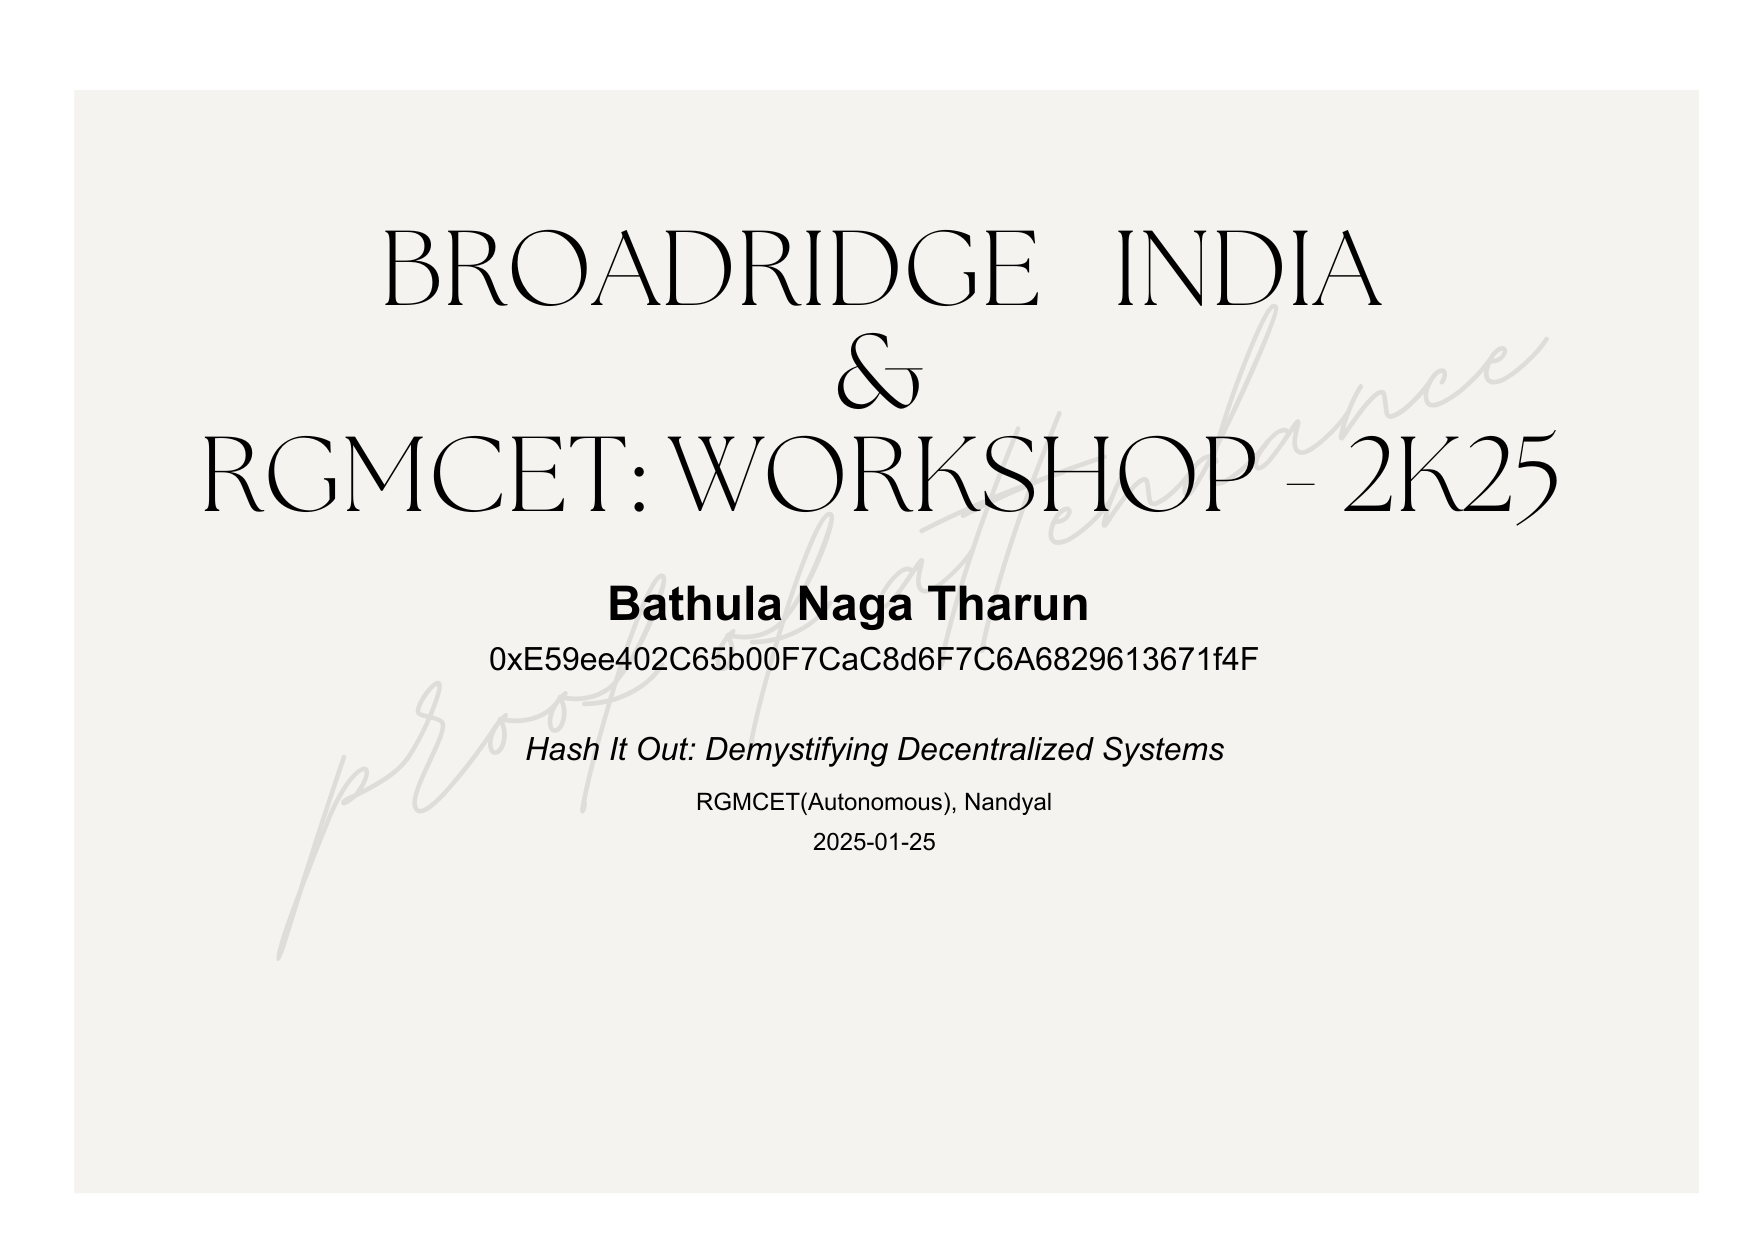 BROADRIDGE INDIA
&
RGMCET: WORKSHOP - 2K25
proof of attendance
Bathula Naga Tharun
0xE59ee402C65b00F7CaC8d6F7C6A6829613671f4F
Hash It Out: Demystifying Decentralized Systems
RGMCET(Autonomous), Nandyal
2025-01-25